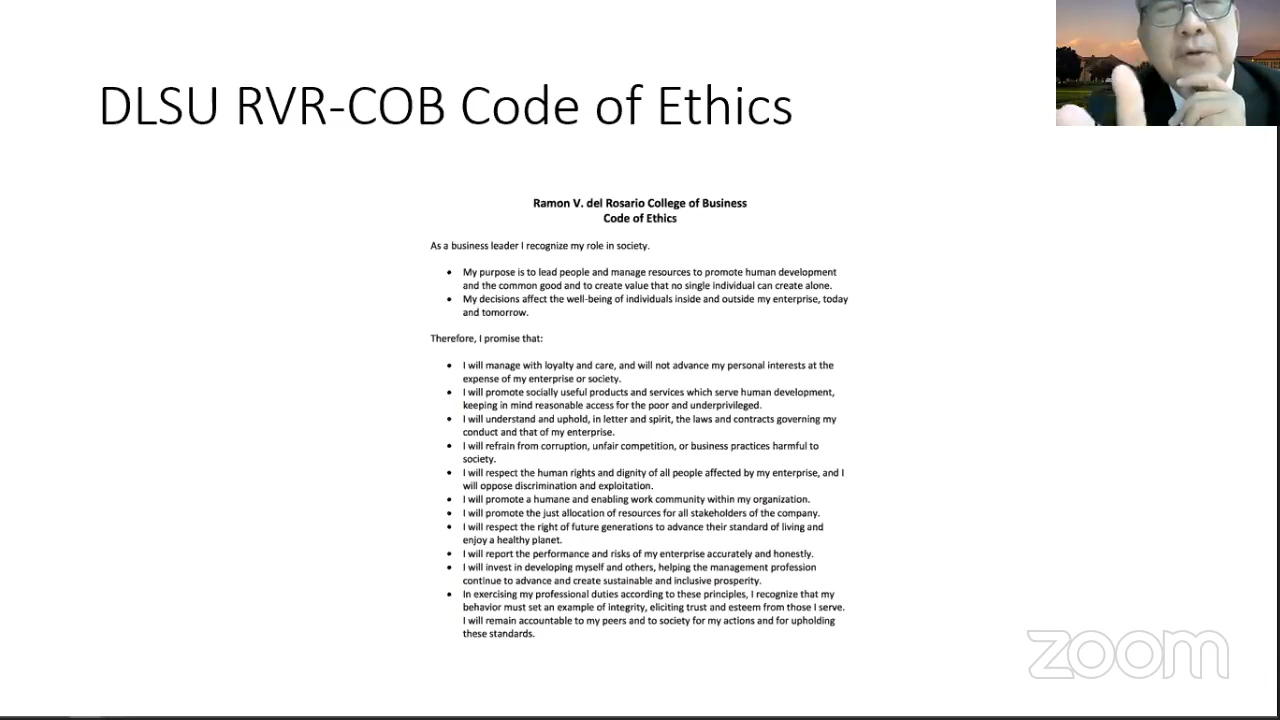 DLSU RVR-COB Code of Ethics
Ramon V. del Rosario College of Business
Code of Ethics
As a business leader I recognize my role in society.
• My purpose is to lead people and manage resources to promote human development
and the common good and to create value that no single individual can create alone.
• My decisions affect the well-being of individuals inside and outside my enterprise, today
and tomorrow.
Therefore, I promise that:
• I will manage with loyalty and care, and will not advance my personal interests at the
expense of my enterprise or society.
• I will promote socially useful products and services which serve human development,
keeping in mind reasonable access for the poor and underprivileged.
• I will understand and uphold, in letter and spirit, the laws and contracts governing my
conduct and that of my enterprise.
• I will refrain from corruption, unfair competition, or business practices harmful to
society.
• I will respect the human rights and dignity of all people affected by my enterprise, and I
will oppose discrimination and exploitation.
• I will promote a humane and enabling work community within my organization.
• I will promote the just allocation of resources for all stakeholders of the company.
• I will respect the right of future generations to advance their standard of living and
enjoy a healthy planet.
• I will report the performance and risks of my enterprise accurately and honestly.
• I will invest in developing myself and others, helping the management profession
continue to advance and create sustainable and inclusive prosperity.
• In exercising my professional duties according to these principles, I recognize that my
behavior must set an example of integrity, eliciting trust and esteem from those I serve.
I will remain accountable to my peers and to society for my actions and for upholding
these standards.
zoom